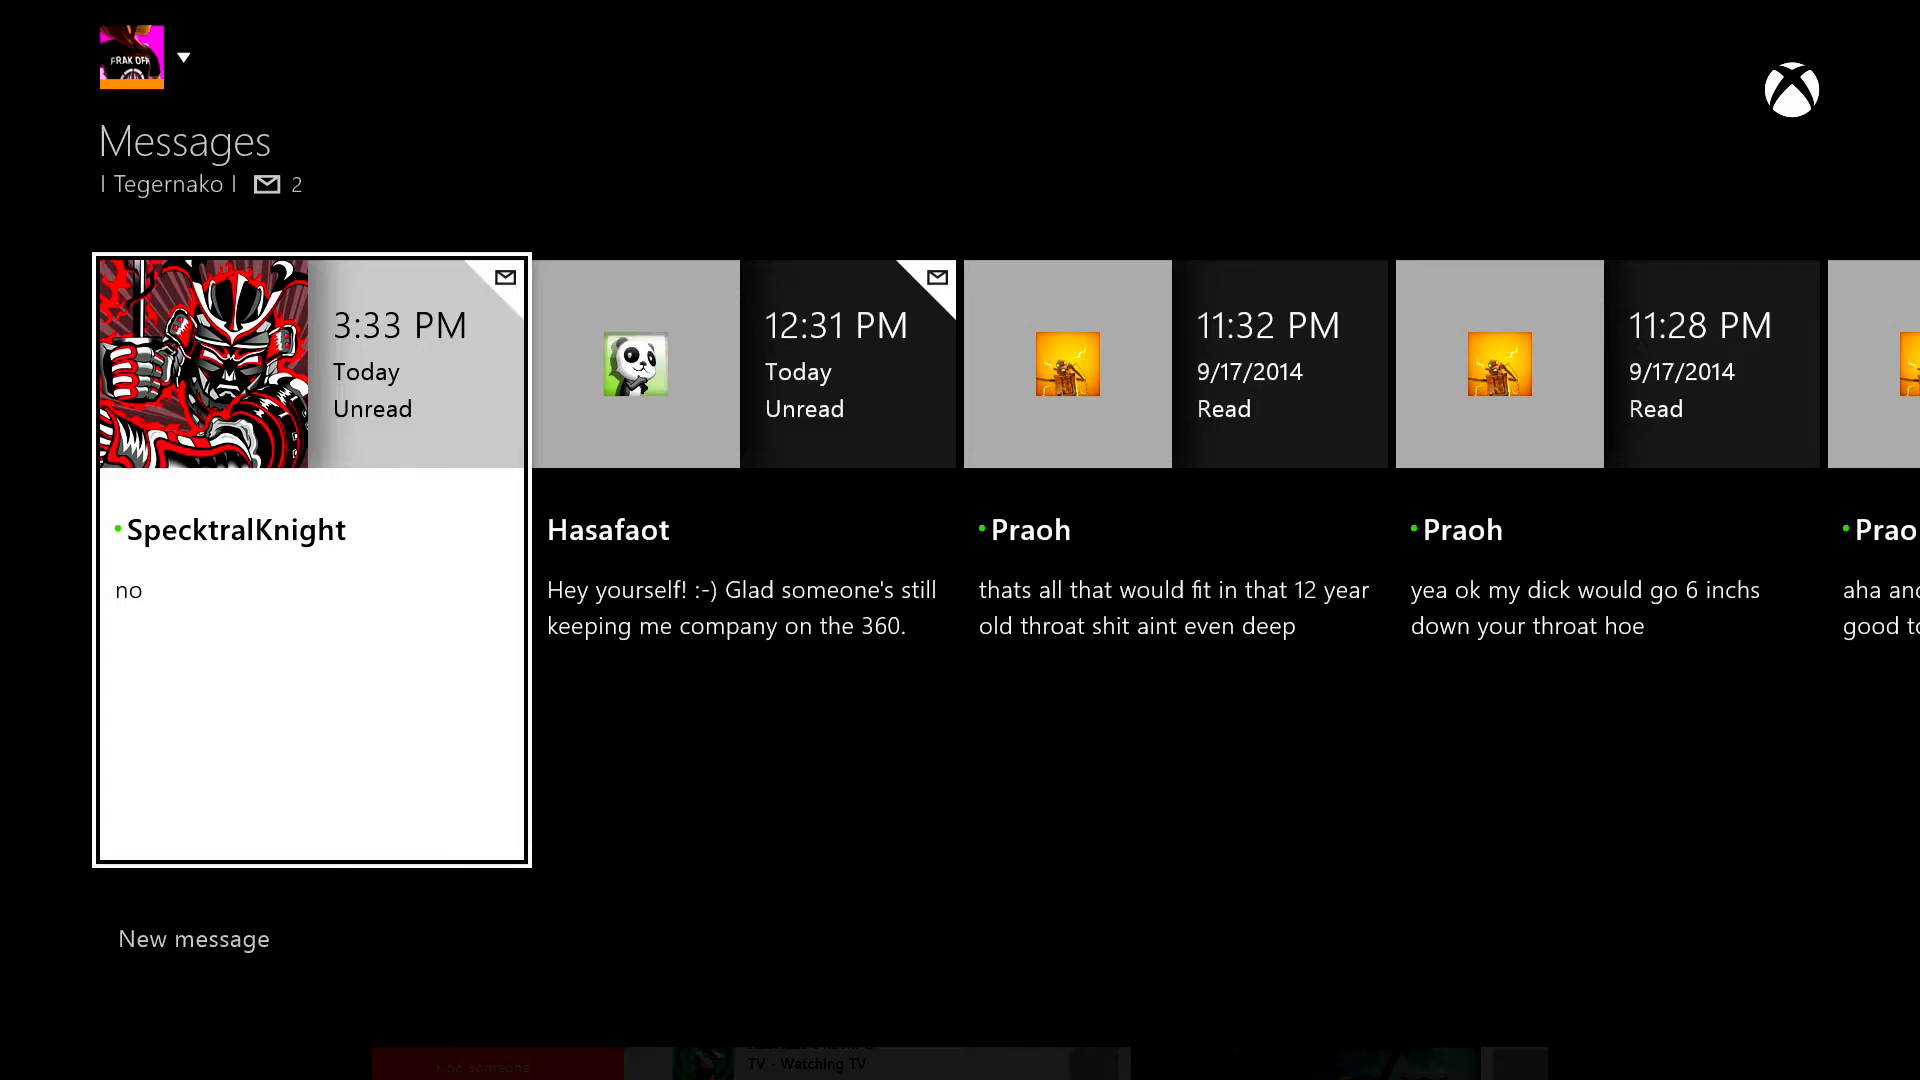 FRAK OFF
Messages
I Tegernako I 2
3:33 PM
Today
Unread
SpecktralKnight
no
12:31 PM
Today
Unread
Hasafaot
Hey yourself! :-) Glad someone's still
keeping me company on the 360.
11:32 PM
9/17/2014
Read
Praoh
thats all that would fit in that 12 year
old throat shit aint even deep
11:28 PM
9/17/2014
Read
Praoh
yea ok my dick would go 6 inchs
down your throat hoe
Prao
aha
good
New message
Find someone
TV - Watching TV